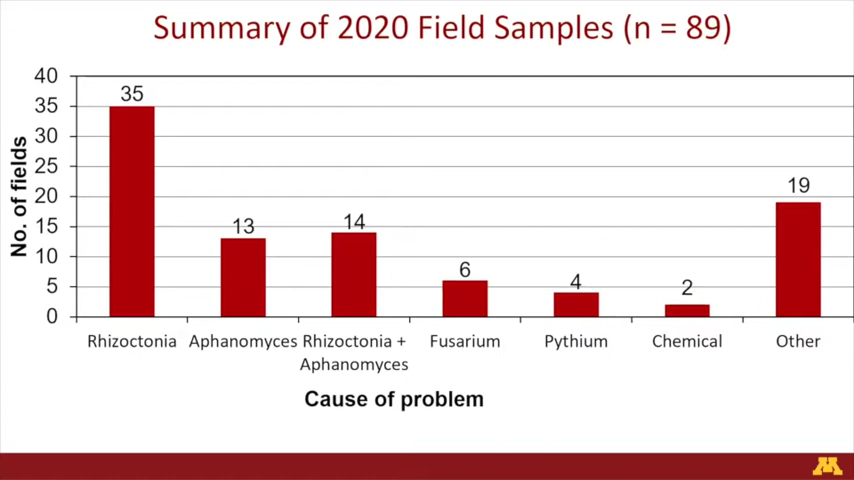 Summary of 2020 Field Samples (n = 89)
40
35
30
25
20
15
10
5
0
No. of fields
35
13
14
6
4
2
19
Rhizoctonia
Aphanomyces
Rhizoctonia +
Aphanomyces
Fusarium
Pythium
Chemical
Other
Cause of problem
M